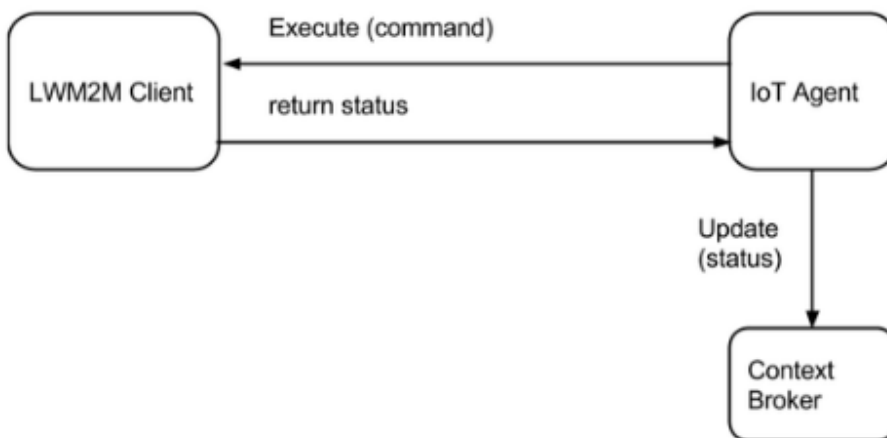 Execute (command)
LWM2M Client
IoT Agent
return status
Update
(status)
Context
Broker